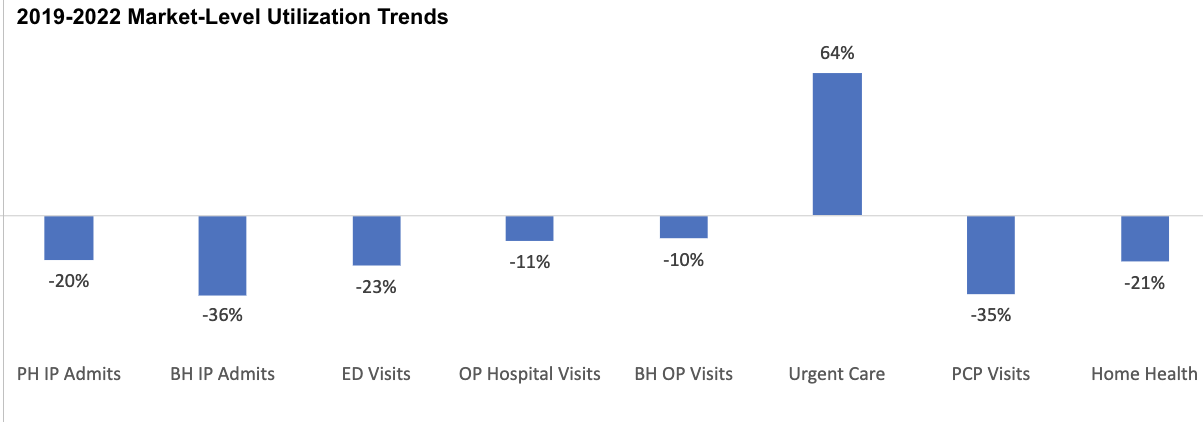 2019-2022 Market-Level Utilization Trends
64%
-20%
-36%
-23%
-11%
-10%
-35%
-21%
PH IP Admits
BH IP Admits
ED Visits
OP Hospital Visits
BH OP Visits
Urgent Care
PCP Visits
Home Health